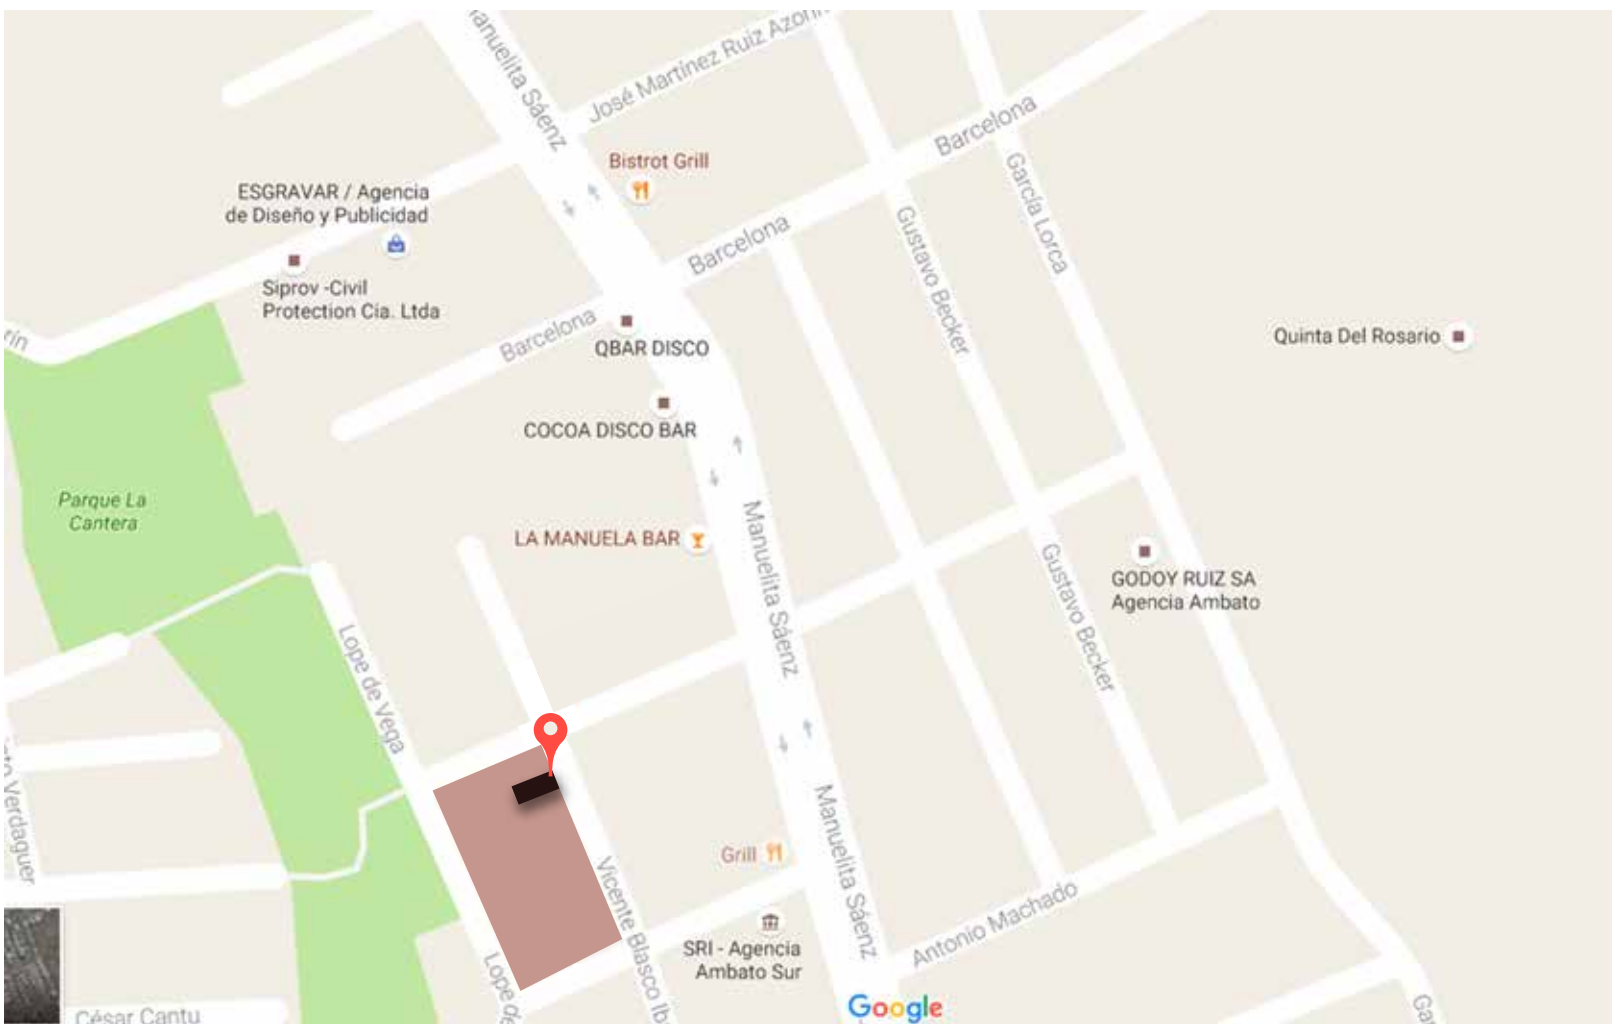 Manuelita Sáenz
José Martínez Ruiz Azorín
Barcelona
Bistrot Grill
ESGRAVAR / Agencia
de Diseño y Publicidad
García Lorca
Gustavo Becker
Barcelona
Siprov -Civil
Protection Cia. Ltda
rín
Barcelona
QBAR DISCO
Quinta Del Rosario
COCOA DISCO BAR
Parque La
Cantera
LA MANUELA BAR
Manuelita Sáenz
GODOY RUIZ SA
Agencia Ambato
Gustavo Becker
Lope de Vega
Verdaguer
Grill
Manuelita Sáenz
Vicente Blasco Ib
Antonio Machado
SRI - Agencia
Ambato Sur
Lope de
César Cantu
Google
Ga